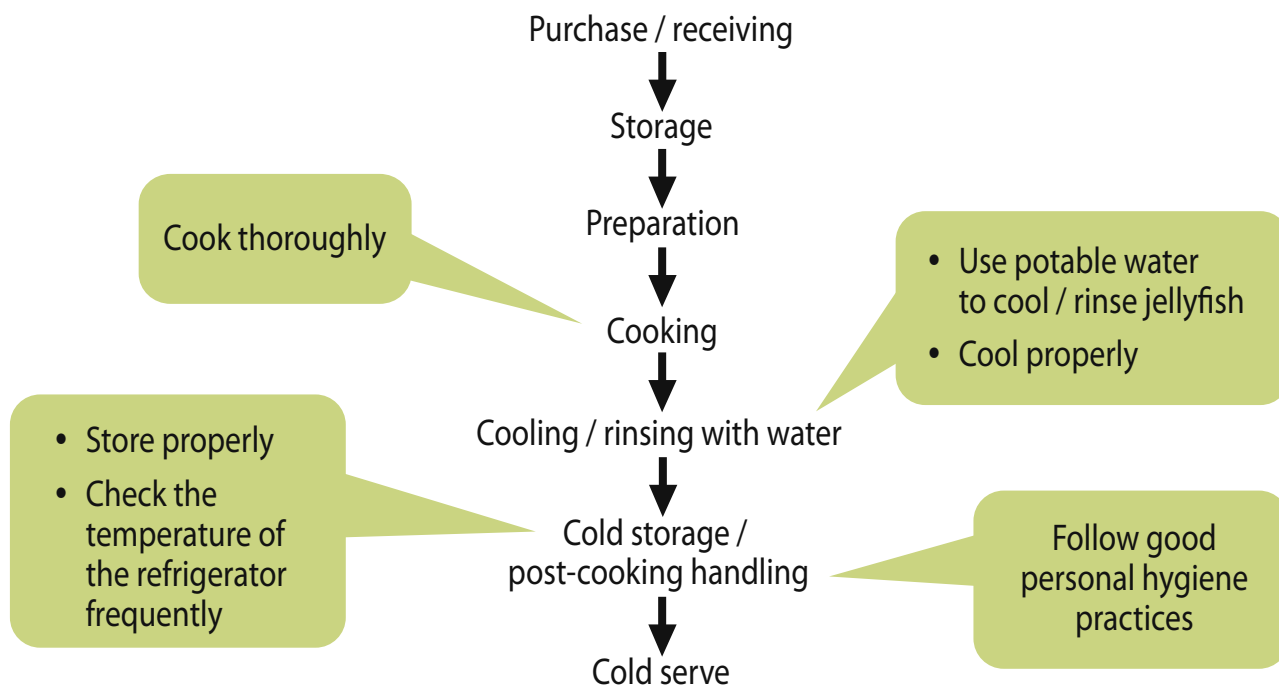 Purchase / receiving
Storage
Preparation
Cook thoroughly
Cooking
• Use potable water
to cool / rinse jellyfish
• Cool properly
Cooling / rinsing with water
• Store properly
• Check the
temperature of
the refrigerator
frequently
Cold storage /
post-cooking handling
Follow good
personal hygiene
practices
Cold serve